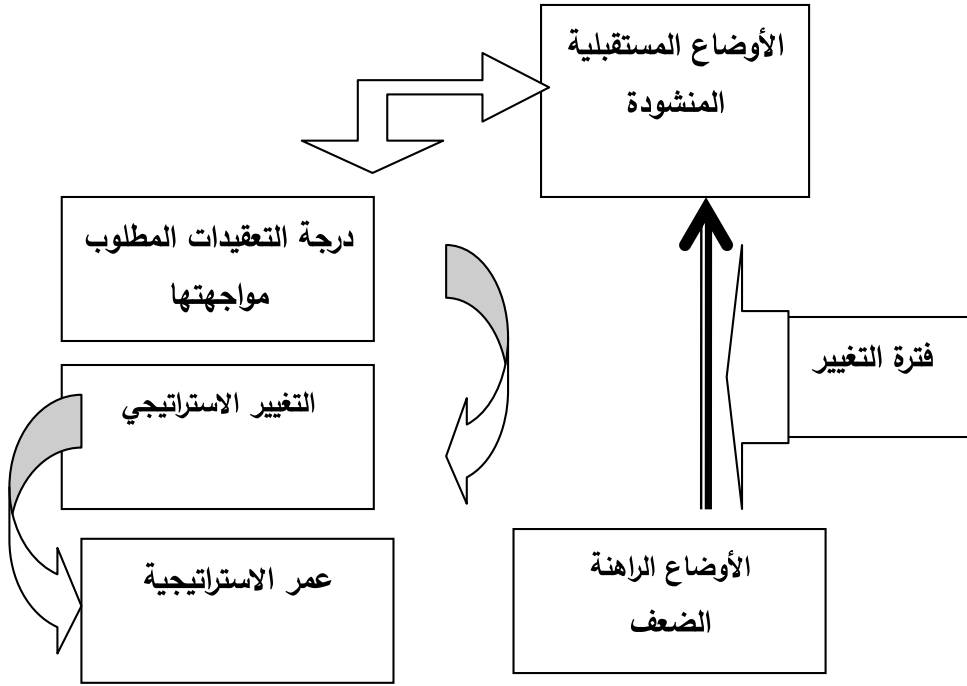 الأوضاع المستقبلية
المنشودة
درجة التعقيدات المطلوب
مواجهتها
فترة التغيير
التغيير الاستراتيجي
الأوضاع الراهنة
الضعف
عمر الاستراتيجية